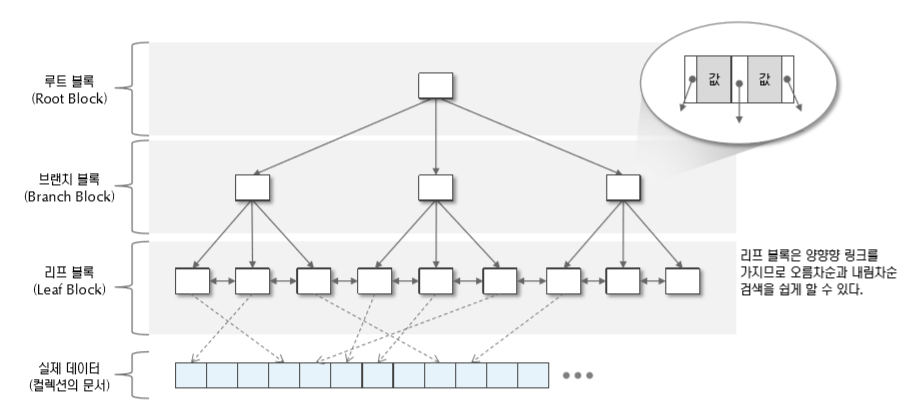 루트 블록
(Root Block)
값 값
브랜치 블록
(Branch Block)
리프 블록
(Leaf Block)
리프 블록은 양향향 링크를
가지므로 오름차순과 내림차순
검색을 쉽게 할 수 있다.
실제 데이터
(컬렉션의 문서)